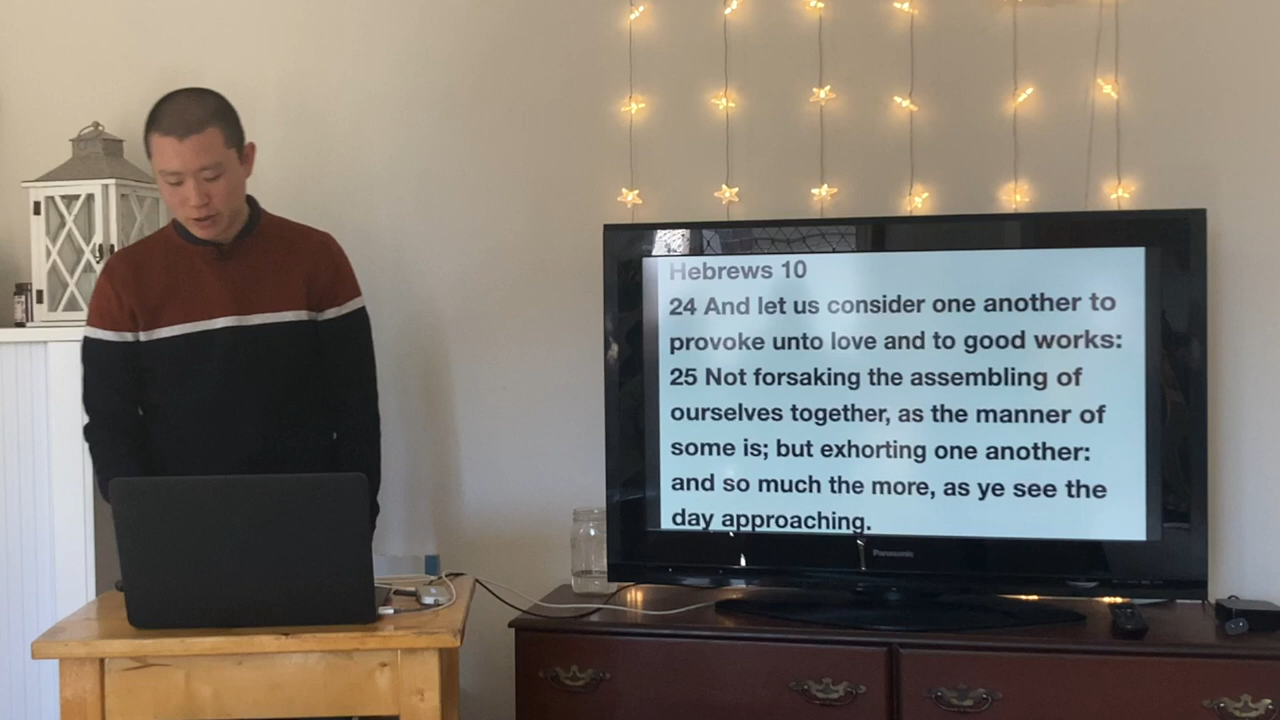 Hebrews 10
24 And let us consider one another to
provoke unto love and to good works:
25 Not forsaking the assembling of
ourselves together, as the manner of
some is; but exhorting one another:
and so much the more, as ye see the
day approaching.
Panasonic